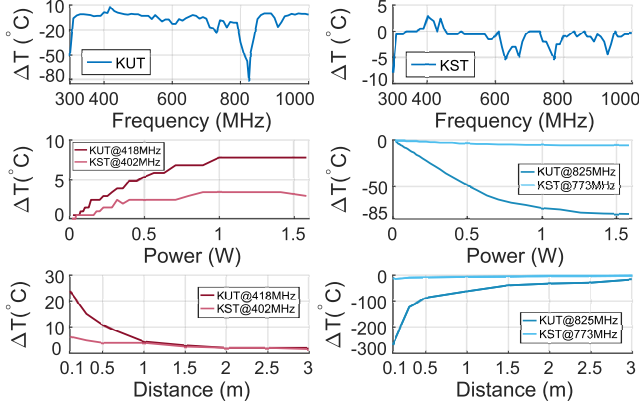 ΔT(°C)
0
-20
-50
-80
KUT
300 400
600
800
1000
Frequency (MHz)
ΔT(°C)
5
0
-5
-10
KST
300 400
600
800
1000
Frequency (MHz)
ΔT(°C)
10
5
0
KUT@418MHz
KST@402MHz
0
0.5
1
1.5
Power (W)
ΔT(°C)
0
-50
-85
KUT@825MHz
KST@773MHz
0
0.5
1
1.5
Power (W)
ΔT(°C)
30
20
10
0
KUT@418MHz
KST@402MHz
0.1
0.5
1
1.5
2
2.5
3
Distance (m)
ΔT(°C)
0
-100
-200
-300
KUT@825MHz
KST@773MHz
0.1
0.5
1
1.5
2
2.5
3
Distance (m)